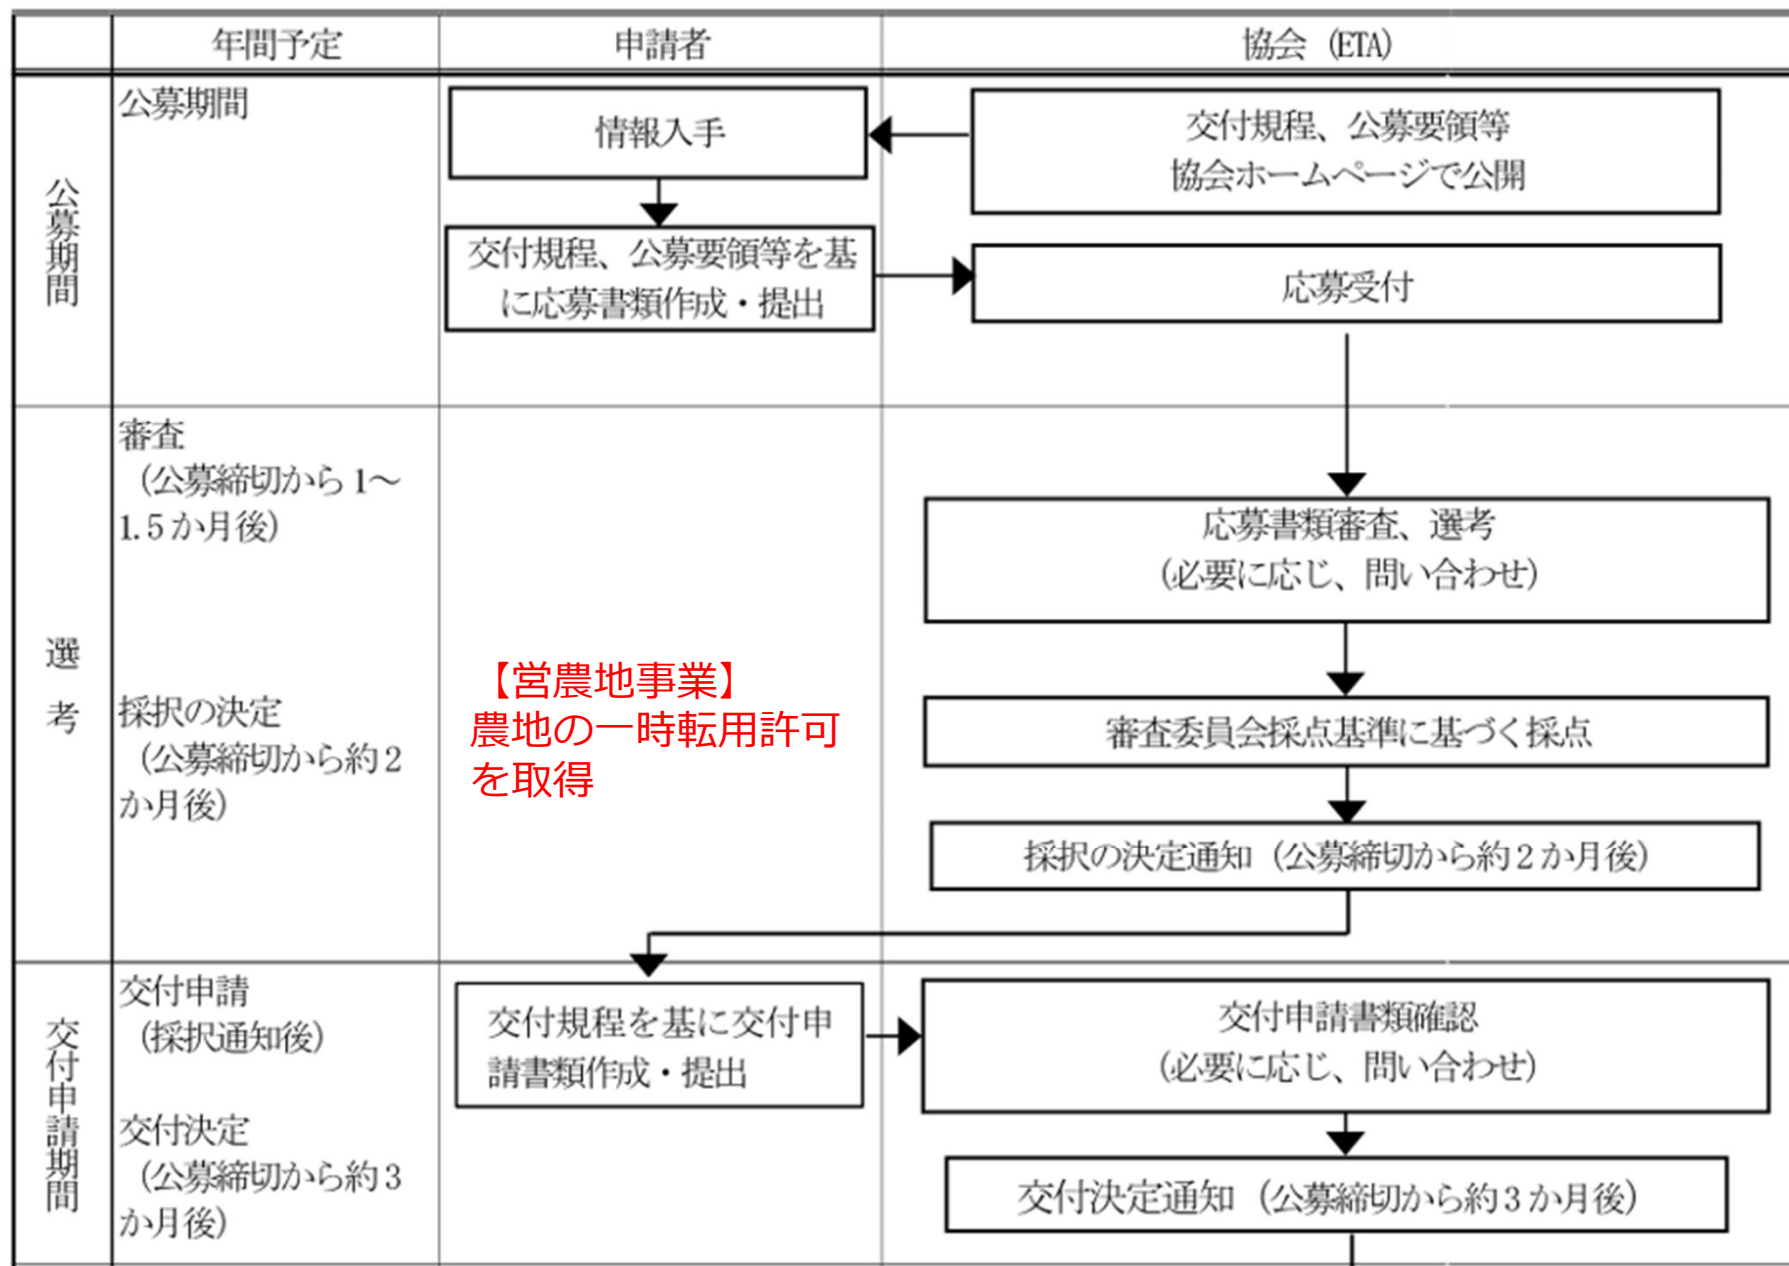 年間予定
申請者
協会 (ETA)
公募期間
公募期間
情報入手
交付規程、公募要領等
協会ホームページで公開
交付規程、公募要領等を基
に応募書類作成・提出
応募受付
選考
審査
（公募締切から1～
1.5か月後）
採択の決定
（公募締切から約2
か月後）
【営農地事業】
農地の一時転用許可
を取得
応募書類審査、選考
（必要に応じ、問い合わせ）
審査委員会採点基準に基づく採点
採択の決定通知（公募締切から約2か月後）
交付申請期間
交付申請
（採択通知後）
交付決定
（公募締切から約3
か月後）
交付規程を基に交付申
請書類作成・提出
交付申請書類確認
（必要に応じ、問い合わせ）
交付決定通知（公募締切から約3か月後）